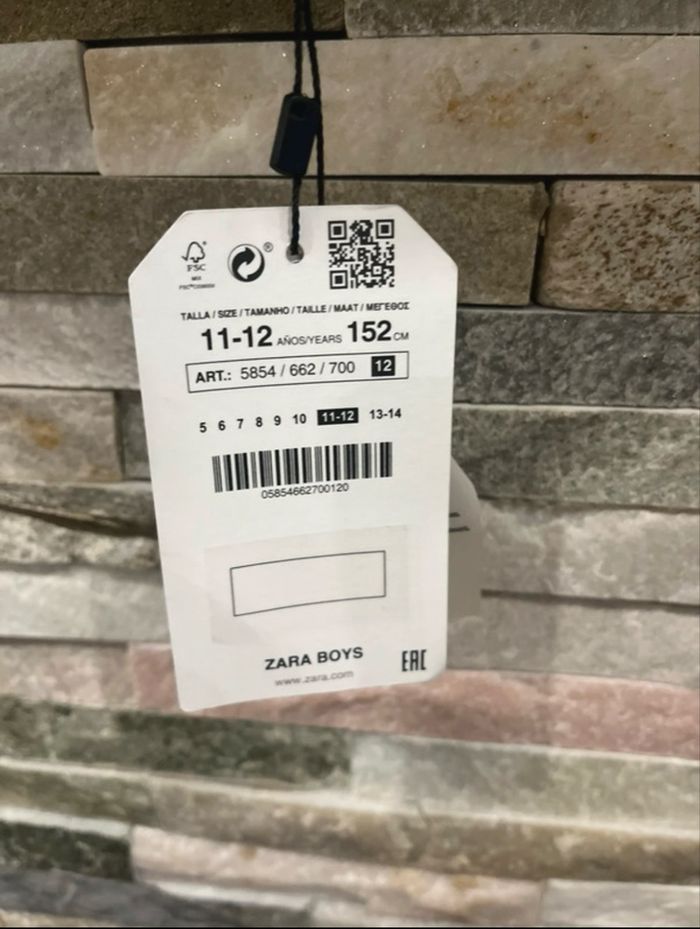 FSC
MIX
®
TALLA / SIZE / TAMANHO / TAILLE / MAAT / ΜΕΓΕΘΟΣ
11-12 AÑOS/YEARS 152 CM
ART.: 5854 / 662 / 700 12
5 6 7 8 9 10 11-12 13-14
05854662700120
ZARA BOYS
www.zara.com
EAC